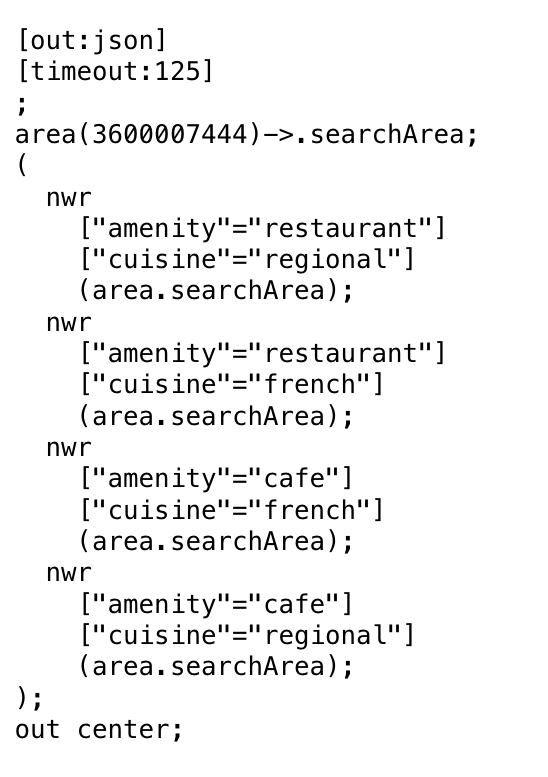 [out:json]
[timeout:125]
;
area(3600007444)->.searchArea;
(
  nwr
    ["amenity"="restaurant"]
    ["cuisine"="regional"]
    (area.searchArea);
  nwr
    ["amenity"="restaurant"]
    ["cuisine"="french"]
    (area.searchArea);
  nwr
    ["amenity"="cafe"]
    ["cuisine"="french"]
    (area.searchArea);
  nwr
    ["amenity"="cafe"]
    ["cuisine"="regional"]
    (area.searchArea);
);
out center;